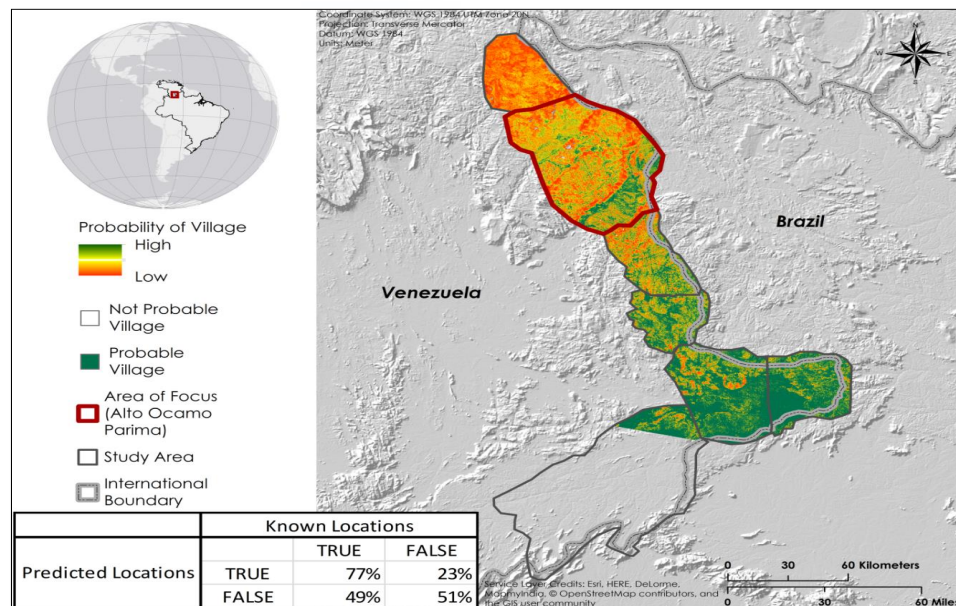 Coordinate System: WGS 1984 UTM Zone 20N
Projection: Transverse Mercator
Datum: WGS 1984
Units: Meter
N
W
E
S
Probability of Village
High
Low
Not Probable
Village
Probable
Village
Area of Focus
(Alto Ocamo
Parima)
Study Area
International
Boundary
Venezuela
Brazil
Known Locations
TRUE FALSE
Predicted Locations
TRUE 77% 23%
FALSE 49% 51%
30 0 60 Kilometers
30 0 60 Miles
Service Layer Credits: Esri, HERE, DeLorme,
MapmyIndia, © OpenStreetMap contributors, and
the GIS user community